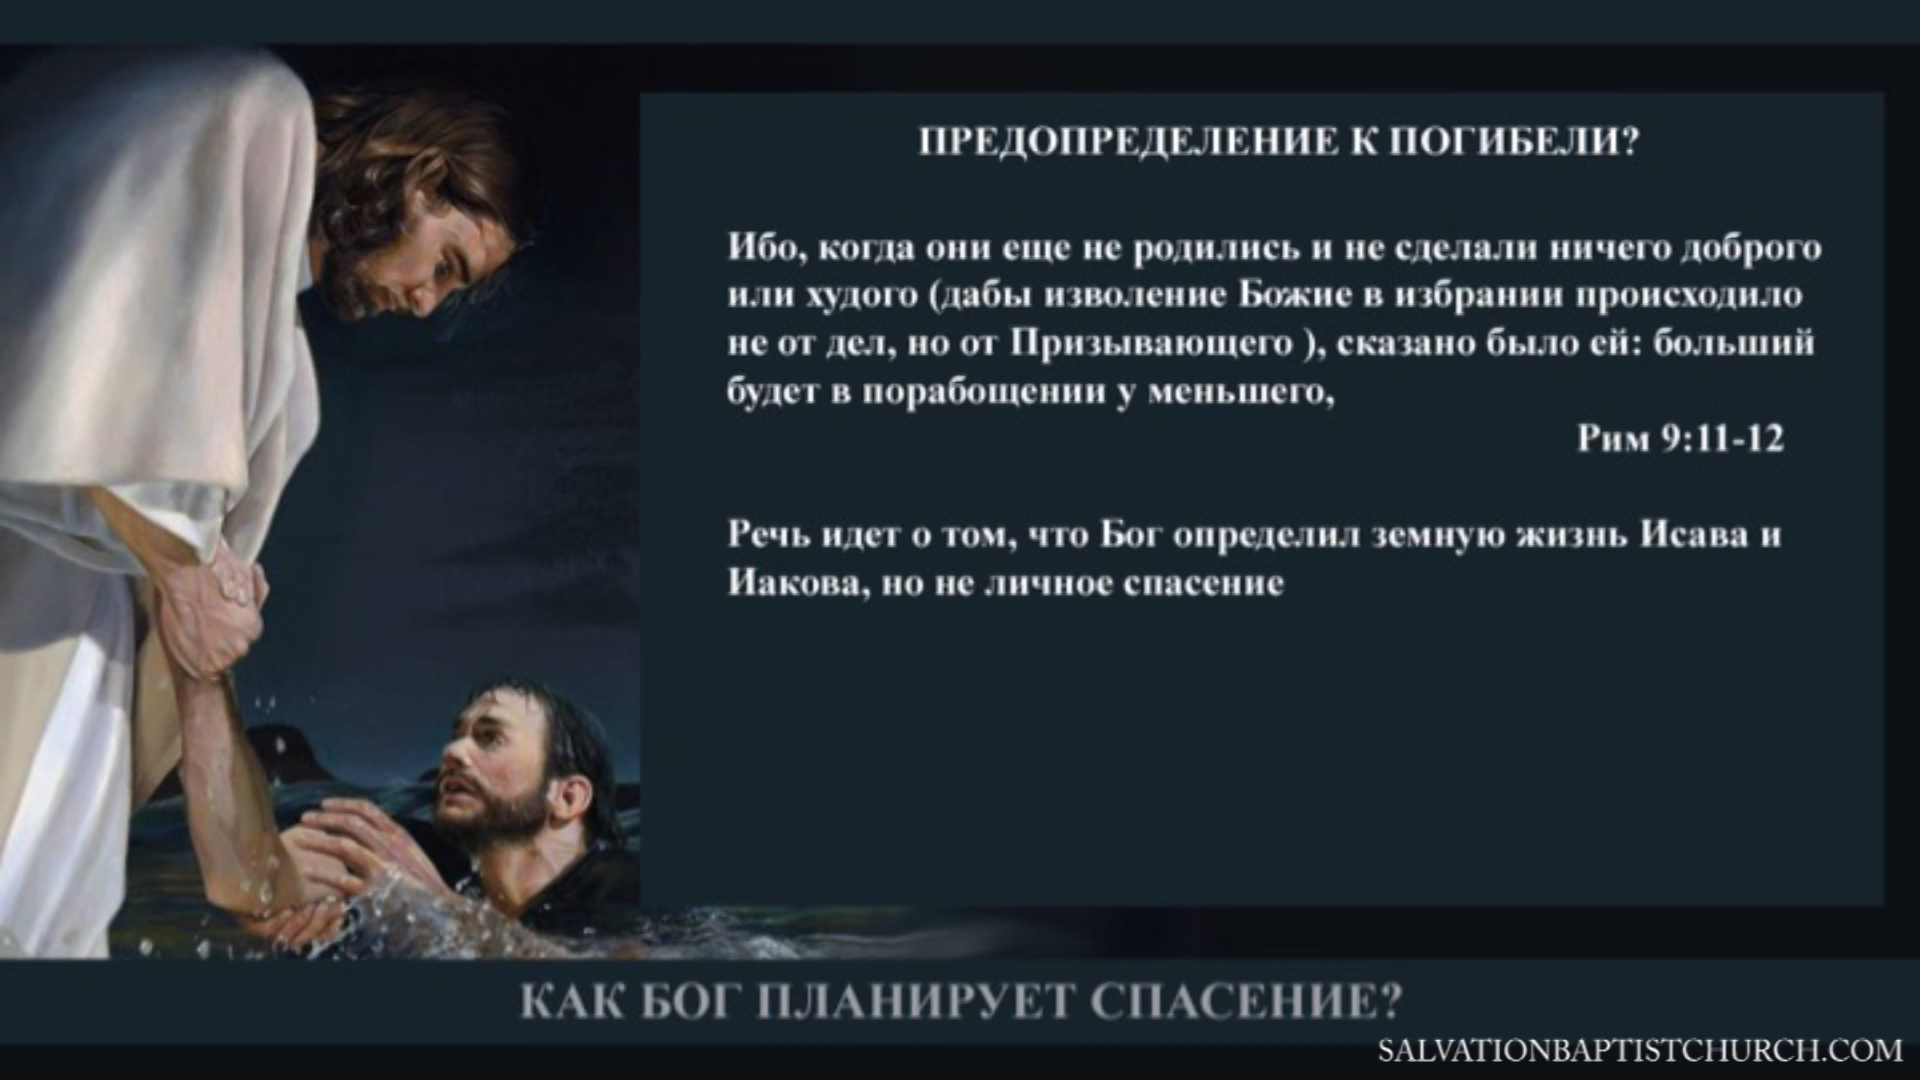 ПРЕДОПРЕДЕЛЕНИЕ К ПОГИБЕЛИ?
Ибо, когда они еще не родились и не сделали ничего доброго
или худого (дабы изволение Божие в избрании происходило
не от дел, но от Призывающего ), сказано было ей: больший
будет в порабощении у меньшего,
Рим 9:11-12
Речь идет о том, что Бог определил земную жизнь Исава и
Иакова, но не личное спасение
КАК БОГ ПЛАНИРУЕТ СПАСЕНИЕ?
SALVATIONBAPTISTCHURCH.COM